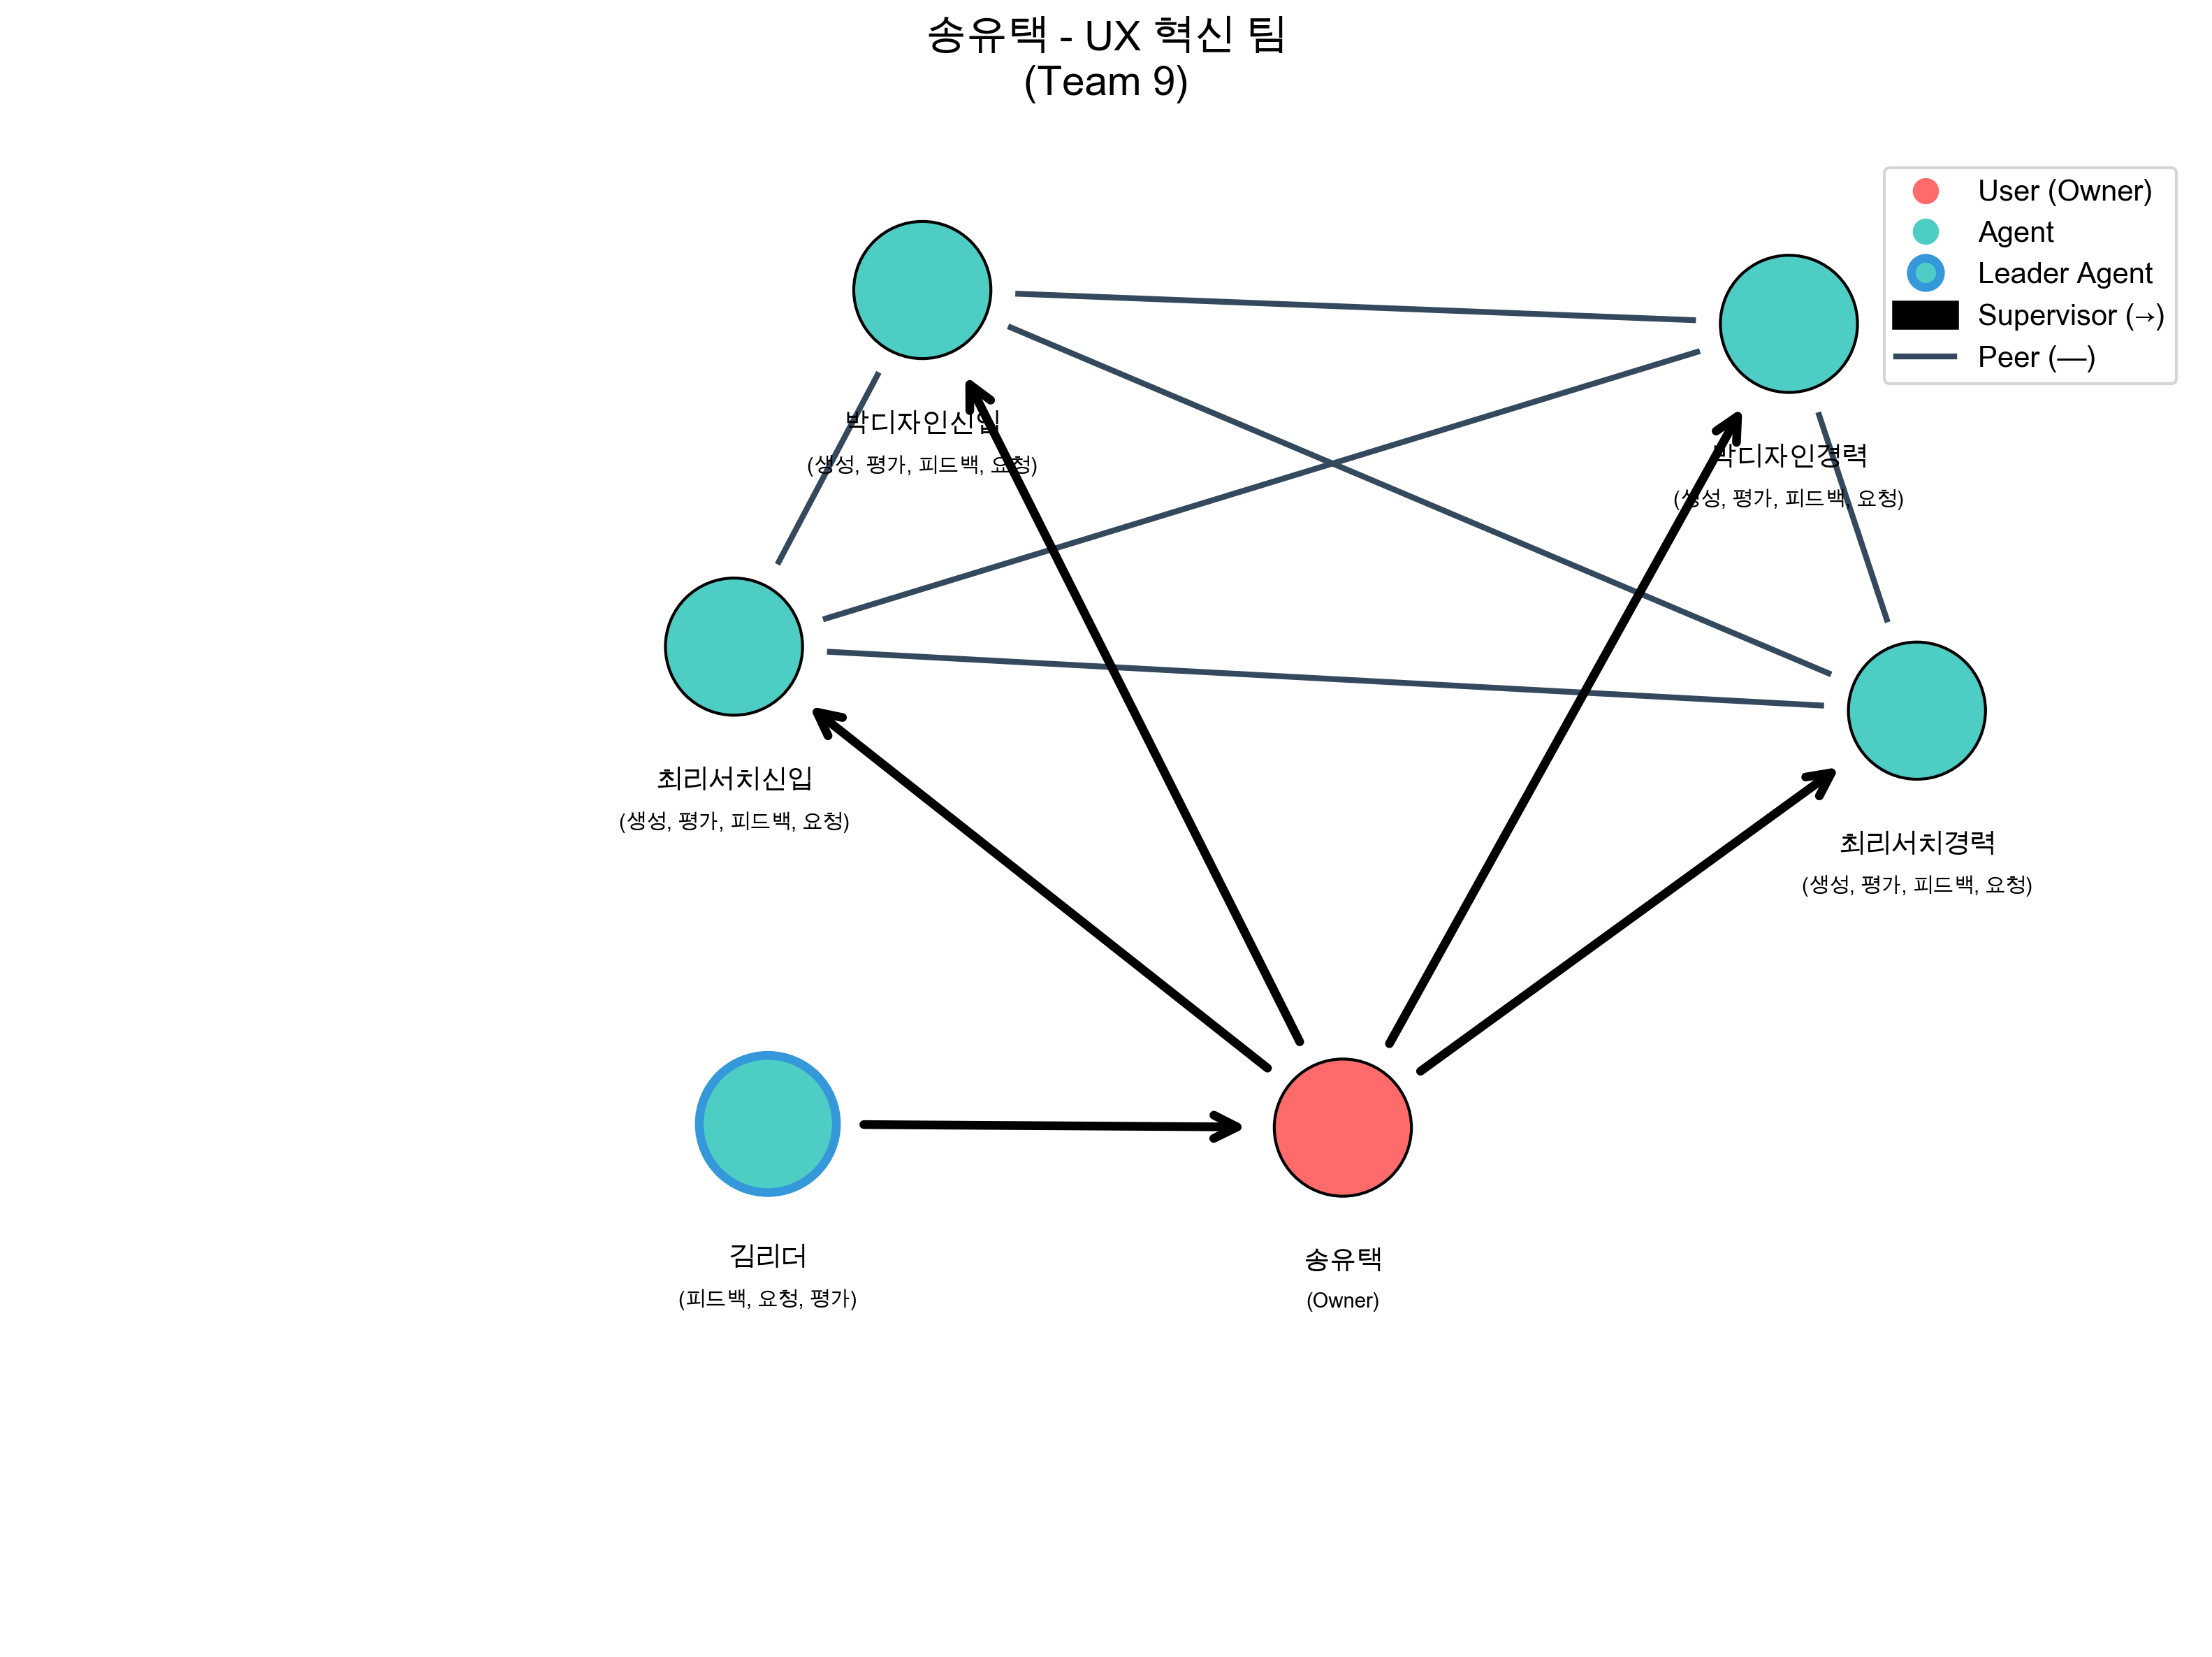 송유택 - UX 혁신 팀
(Team 9)
User (Owner)
Agent
Leader Agent
Supervisor (→)
Peer (—)
박디자인신입
(생성, 평가, 피드백, 요청)
박디자인경력
(생성, 평가, 피드백, 요청)
최리서치신입
(생성, 평가, 피드백, 요청)
최리서치경력
(생성, 평가, 피드백, 요청)
김리더
(피드백, 요청, 평가)
송유택
(Owner)